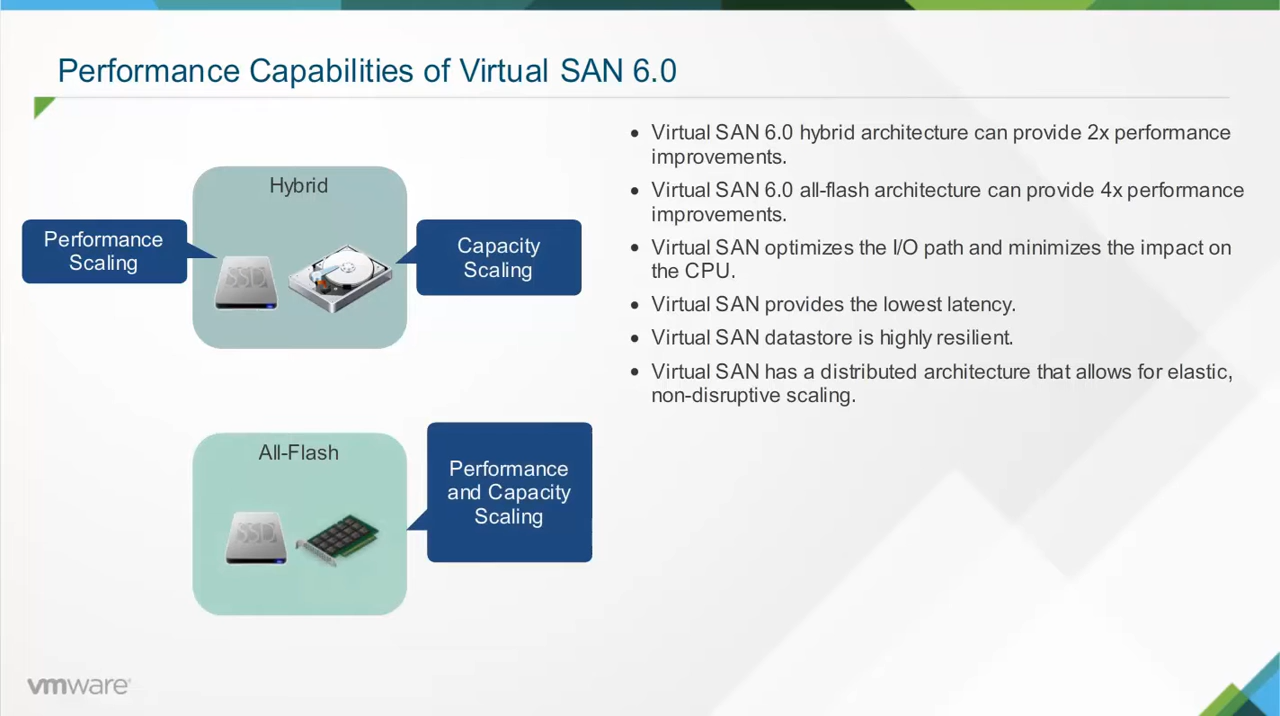 Performance Capabilities of Virtual SAN 6.0
Hybrid
Performance
Scaling
SSD
Capacity
Scaling
All-Flash
SSD
Performance
and Capacity
Scaling
• Virtual SAN 6.0 hybrid architecture can provide 2x performance
improvements.
• Virtual SAN 6.0 all-flash architecture can provide 4x performance
improvements.
• Virtual SAN optimizes the I/O path and minimizes the impact on
the CPU.
• Virtual SAN provides the lowest latency.
• Virtual SAN datastore is highly resilient.
• Virtual SAN has a distributed architecture that allows for elastic,
non-disruptive scaling.
vmware®